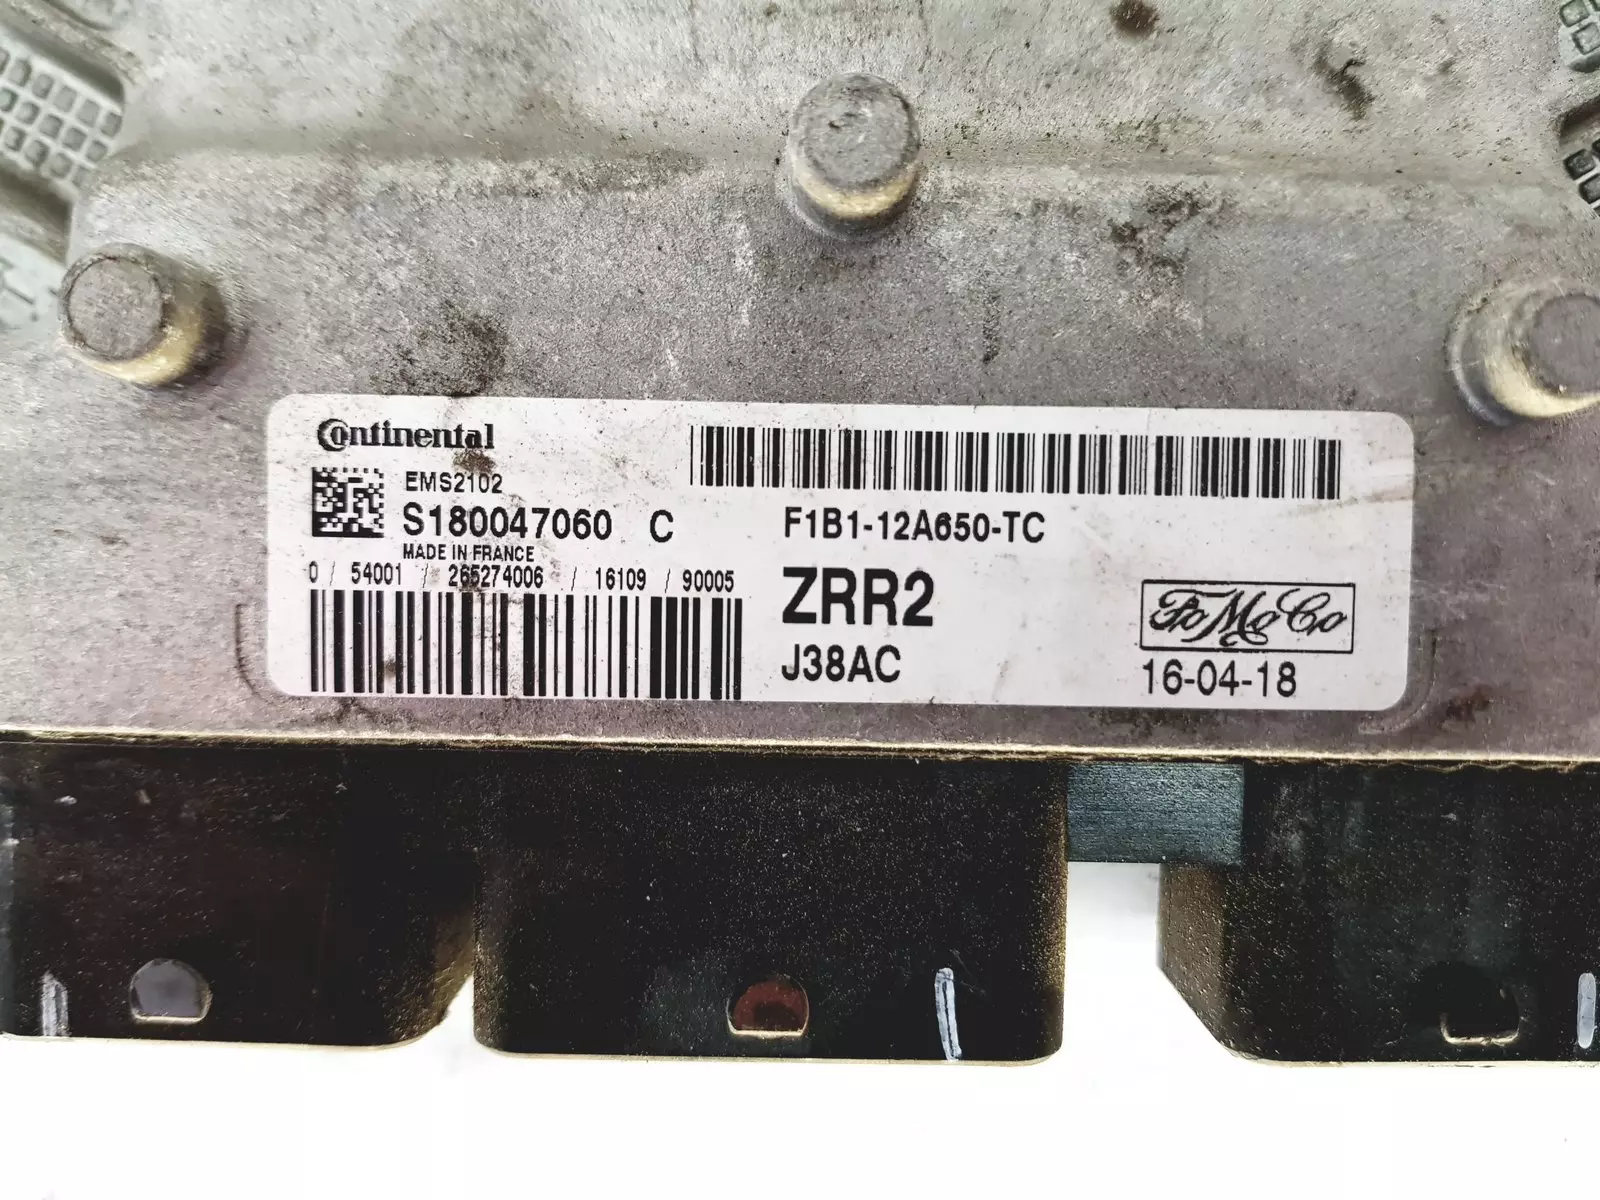 Continental
EMS2102
S180047060 C
MADE IN FRANCE
0 / 54001 / 265274006 / 16109 / 90005
F1B1-12A650-TC
ZRR2
J38AC
FoMoCo
16-04-18